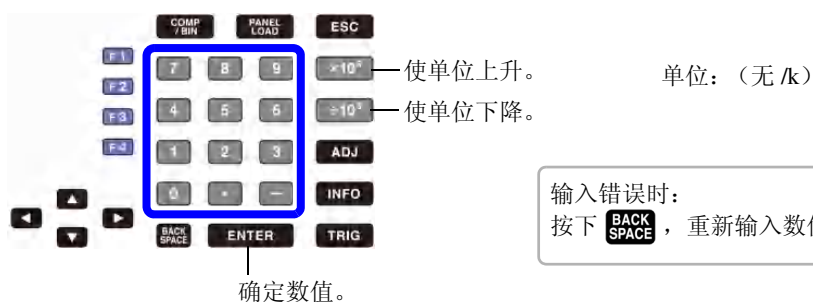 COMP /BIN PANEL LOAD ESC
F1 7 8 9 ×10³ 使单位上升。 单位：（无 /k）
F2
F3 4 5 6 ÷10³ 使单位下降。
F4 1 2 3 ADJ
0 · − INFO
BACK SPACE ENTER TRIG
确定数值。
输入错误时：
按下 BACK SPACE ，重新输入数